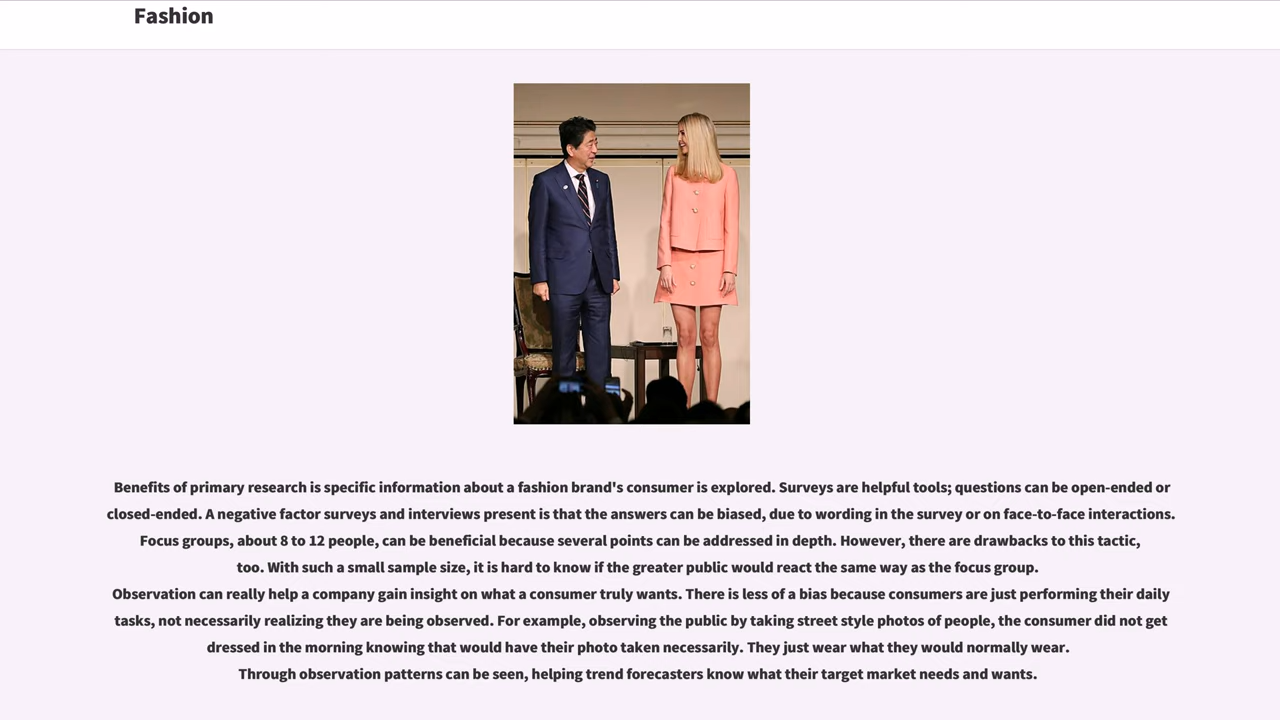 Fashion
Benefits of primary research is specific information about a fashion brand's consumer is explored. Surveys are helpful tools; questions can be open-ended or
closed-ended. A negative factor surveys and interviews present is that the answers can be biased, due to wording in the survey or on face-to-face interactions.
Focus groups, about 8 to 12 people, can be beneficial because several points can be addressed in depth. However, there are drawbacks to this tactic,
too. With such a small sample size, it is hard to know if the greater public would react the same way as the focus group.
Observation can really help a company gain insight on what a consumer truly wants. There is less of a bias because consumers are just performing their daily
tasks, not necessarily realizing they are being observed. For example, observing the public by taking street style photos of people, the consumer did not get
dressed in the morning knowing that would have their photo taken necessarily. They just wear what they would normally wear.
Through observation patterns can be seen, helping trend forecasters know what their target market needs and wants.